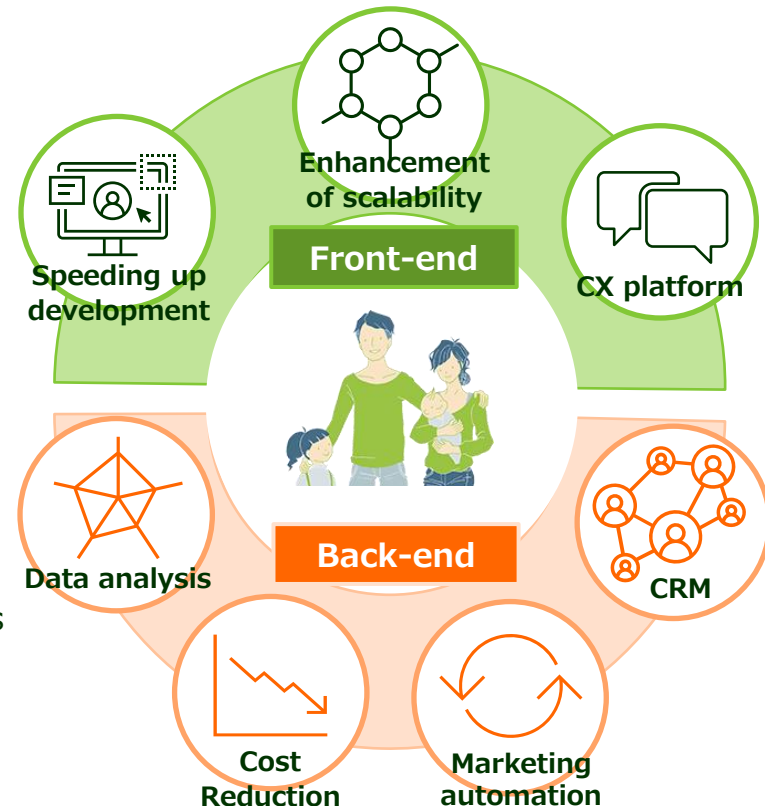 Enhancement
of scalability
Speeding up
development
Front-end
CX platform
Data analysis
Back-end
CRM
s
Cost
Reduction
Marketing
automation